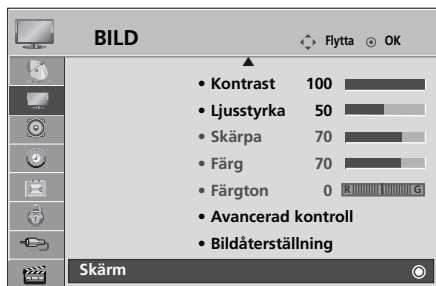 BILD
Flytta OK
• Kontrast 100
• Ljusstyrka 50
• Skärpa 70
• Färg 70
• Färgton 0 R G
• Avancerad kontroll
• Bildåterställning
Skärm